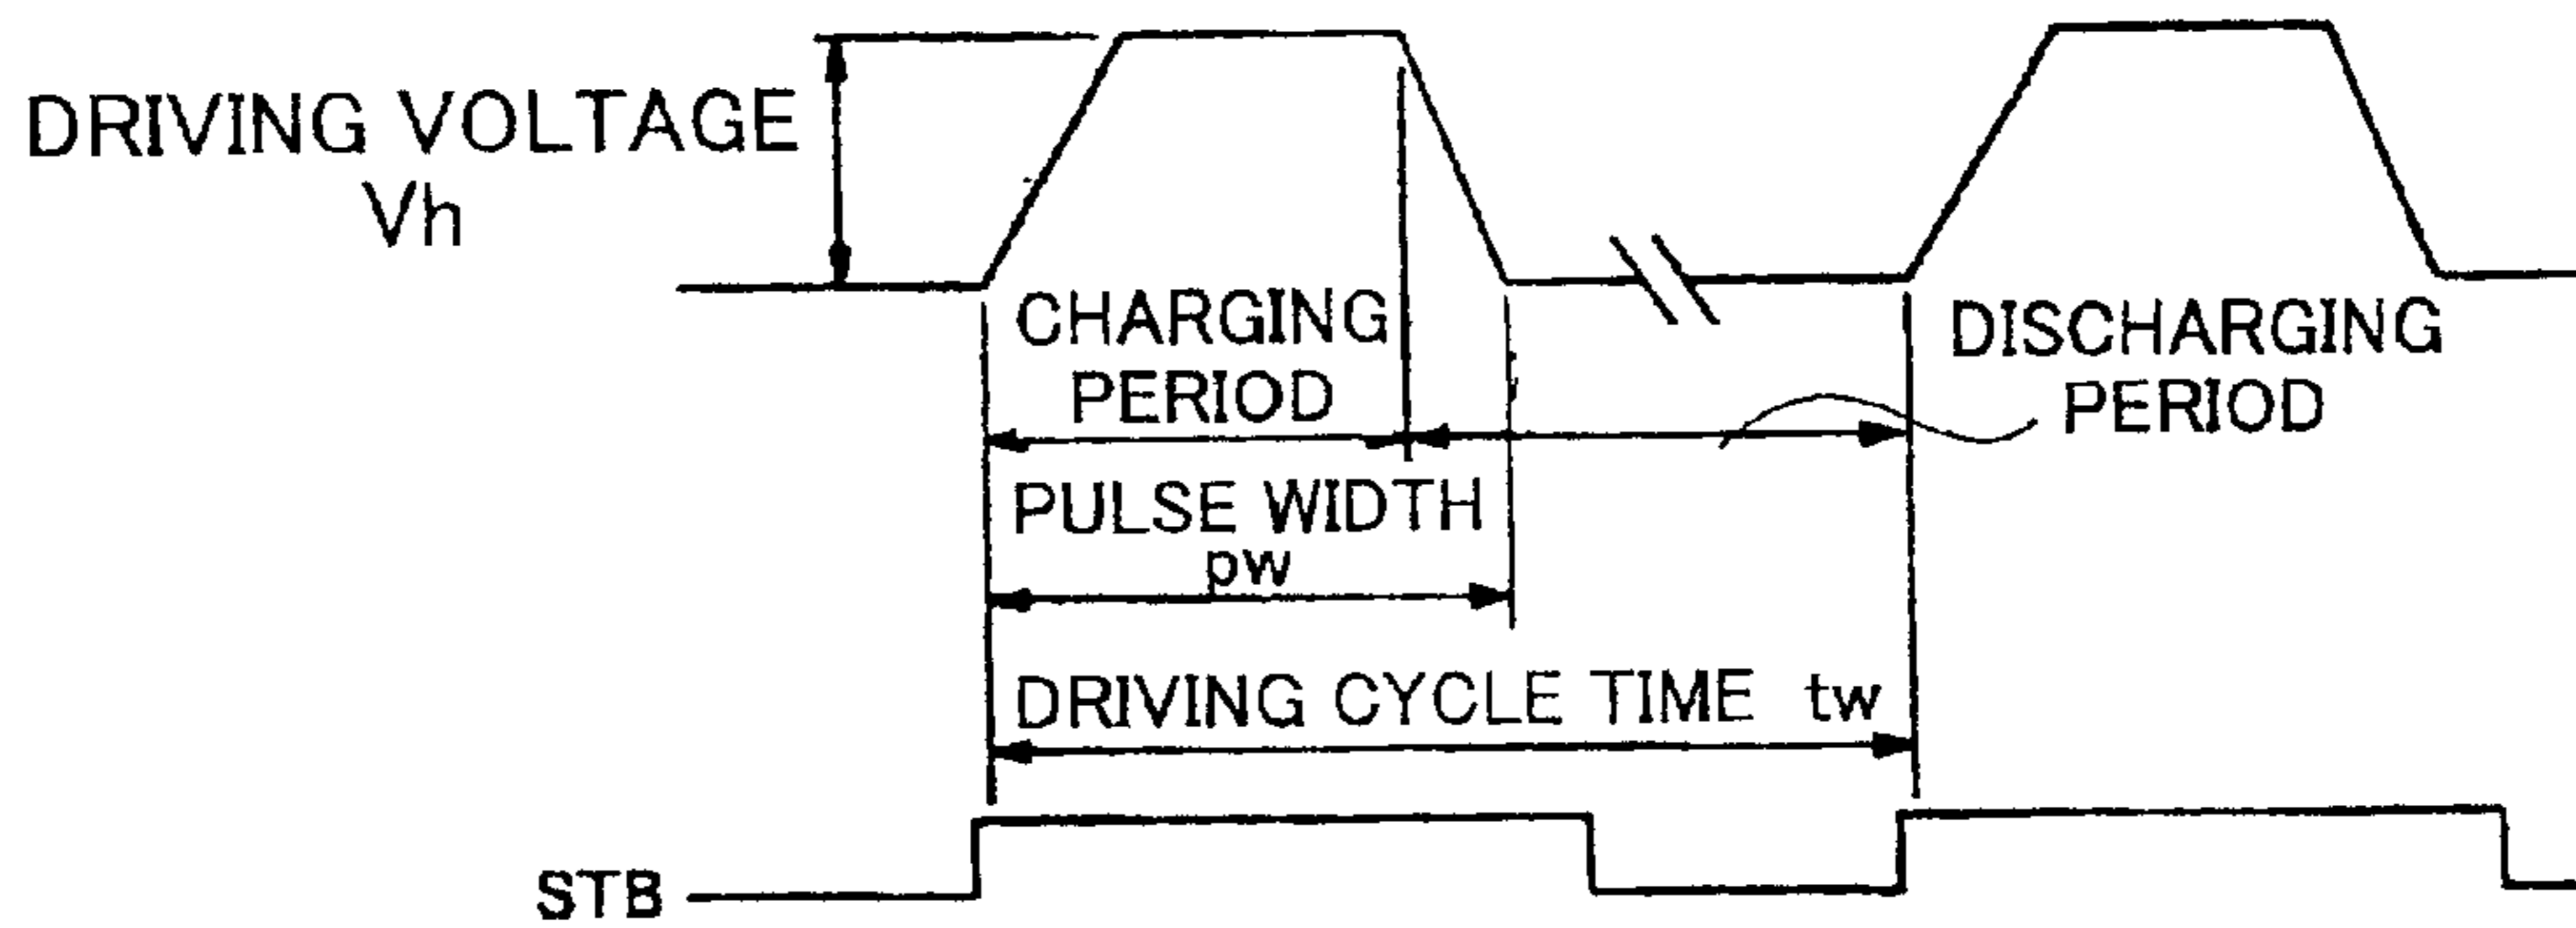 DRIVING VOLTAGE
Vh
CHARGING
PERIOD
DISCHARGING
PERIOD
PULSE WIDTH
pw
DRIVING CYCLE TIME tw
STB